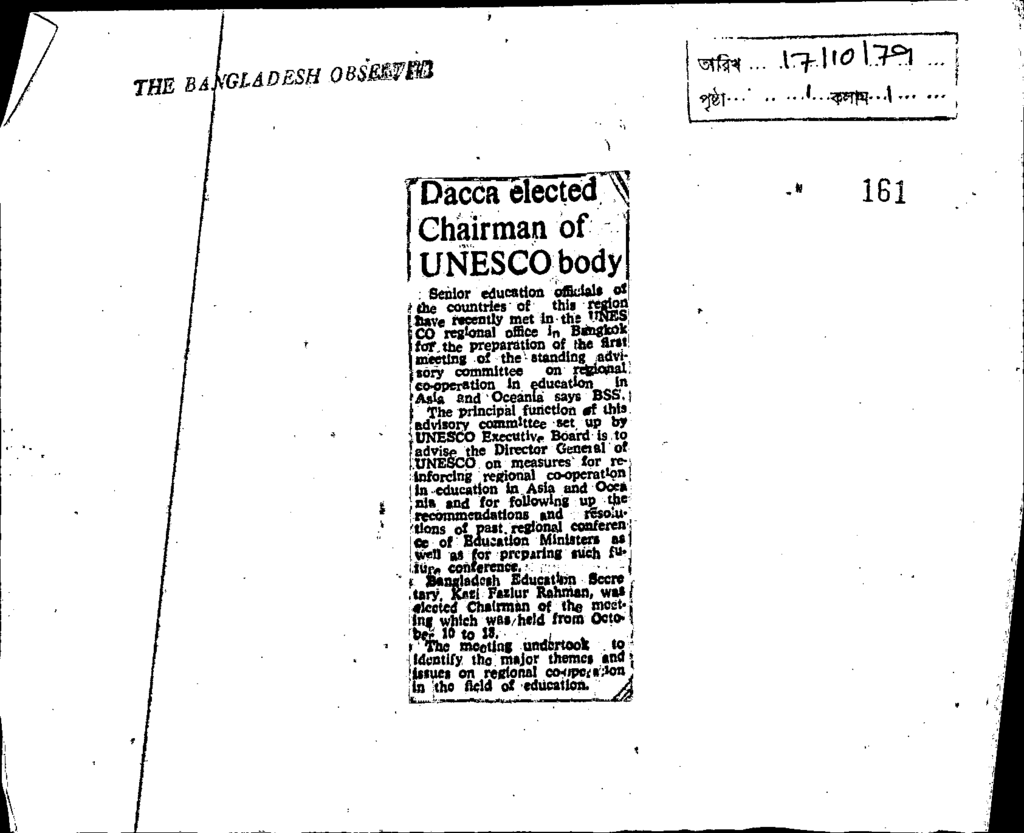 THE BANGLADESH OBSERVER
তারিখ ... 17/10/79 ...
পৃষ্ঠা... .. ...1...কলাম...1... ...
161
Dacca elected
Chairman of
UNESCO body
Senior education officials of
the countries of this region
have recently met in the UNES
CO regional office in Bangkok
for the preparation of the first
meeting of the standing advi-
sory committee on regional
co-operation in education in
Asia and Oceania says BSS.
The principal function of this
advisory committee set up by
UNESCO Executive Board is to
advise the Director General of
UNESCO on measures for re-
inforcing regional co-operation
in education in Asia and Ocea
nia and for following up the
recommendations and resolu-
tions of past regional conferen
ce of Education Ministers as
well as for preparing such fu-
ture conference.
Bangladesh Education Secre
tary, Kazi Fazlur Rahman, was
elected Chairman of the meet-
ing which was held from Octo-
ber 10 to 13.
The meeting undertook to
identify the major themes and
issues on regional co-operation
in the field of education.